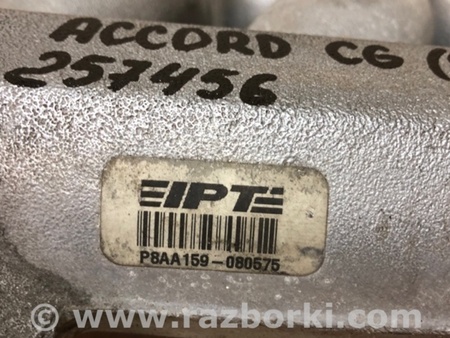 ACCORD CG (
257456
IPT
P8AA159-080575
© www.razborki.com